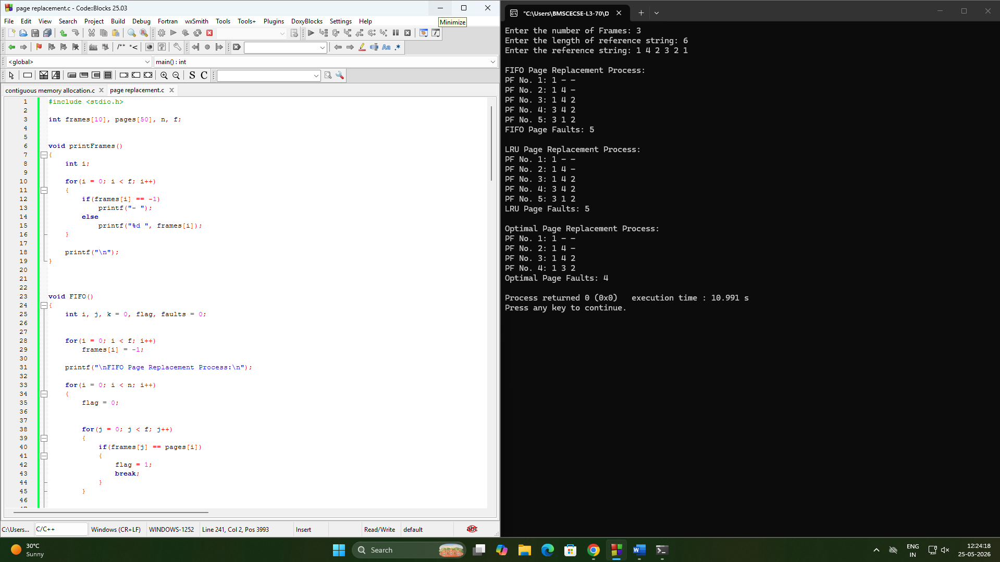 page replacement.c - Code::Blocks 25.03
File Edit View Search Project Build Debug Fortran wxSmith Tools Tools+ Plugins DoxyBlocks Settings Help
Minimize
/** *<
Aa .*
<global> main() : int
S C
contiguous memory allocation.c page replacement.c
1 #include <stdio.h>
2
3 int frames[10], pages[50], n, f;
4
5
6 void printFrames()
7 {
8 int i;
9
10 for(i = 0; i < f; i++)
11 {
12 if(frames[i] == -1)
13 printf("- ");
14 else
15 printf("%d ", frames[i]);
16 }
17
18 printf("\n");
19 }
20
21
22
23 void FIFO()
24 {
25 int i, j, k = 0, flag, faults = 0;
26
27
28 for(i = 0; i < f; i++)
29 frames[i] = -1;
30
31 printf("\nFIFO Page Replacement Process:\n");
32
33 for(i = 0; i < n; i++)
34 {
35 flag = 0;
36
37
38 for(j = 0; j < f; j++)
39 {
40 if(frames[j] == pages[i])
41 {
42 flag = 1;
43 break;
44 }
45 }
46
C:\Users... C/C++ Windows (CR+LF) WINDOWS-1252 Line 241, Col 2, Pos 3993 Insert Read/Write default abc
"C:\Users\BMSCECSE-L3-70\D
Enter the number of Frames: 3
Enter the length of reference string: 6
Enter the reference string: 1 4 2 3 2 1
FIFO Page Replacement Process:
PF No. 1: 1 - -
PF No. 2: 1 4 -
PF No. 3: 1 4 2
PF No. 4: 3 4 2
PF No. 5: 3 1 2
FIFO Page Faults: 5
LRU Page Replacement Process:
PF No. 1: 1 - -
PF No. 2: 1 4 -
PF No. 3: 1 4 2
PF No. 4: 3 4 2
PF No. 5: 3 1 2
LRU Page Faults: 5
Optimal Page Replacement Process:
PF No. 1: 1 - -
PF No. 2: 1 4 -
PF No. 3: 1 4 2
PF No. 4: 1 3 2
Optimal Page Faults: 4
Process returned 0 (0x0) execution time : 10.991 s
Press any key to continue.
30°C
Sunny
Search
ENG
IN
12:24:18
25-05-2026